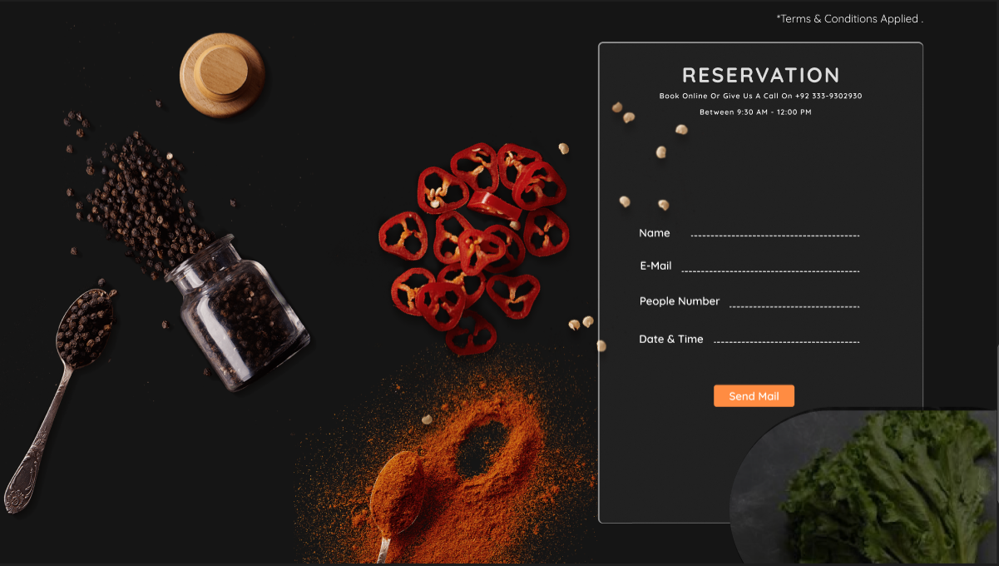 *Terms & Conditions Applied .
RESERVATION
Book Online Or Give Us A Call On +92 333-9302930
Between 9:30 AM - 12:00 PM
Name
E-Mail
People Number
Date & Time
Send Mail